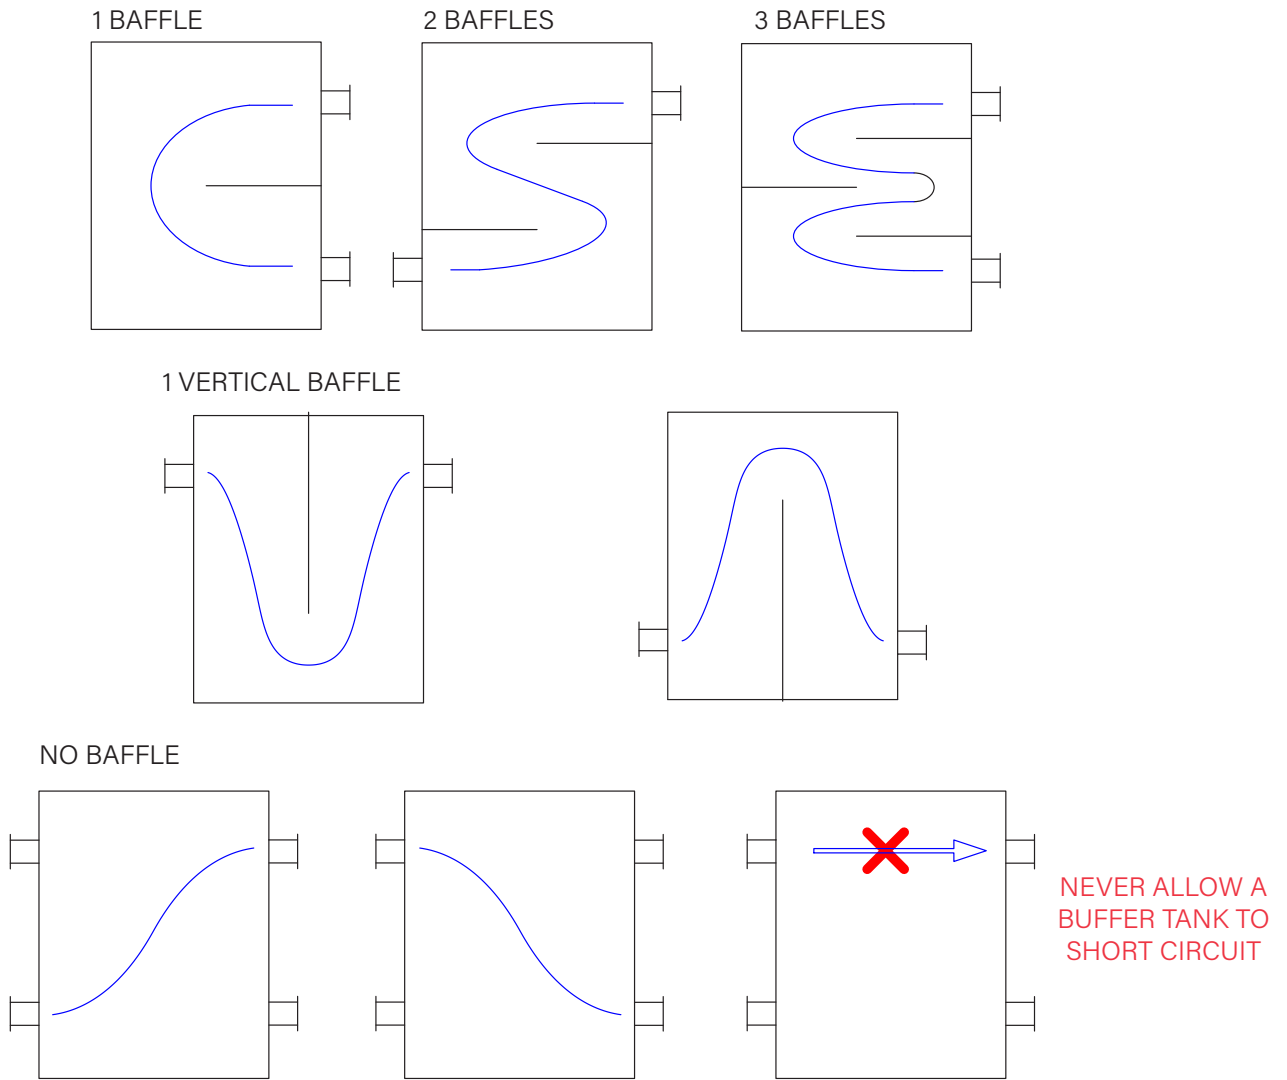 1 BAFFLE
2 BAFFLES
3 BAFFLES
1 VERTICAL BAFFLE
NO BAFFLE
NEVER ALLOW A
BUFFER TANK TO
SHORT CIRCUIT